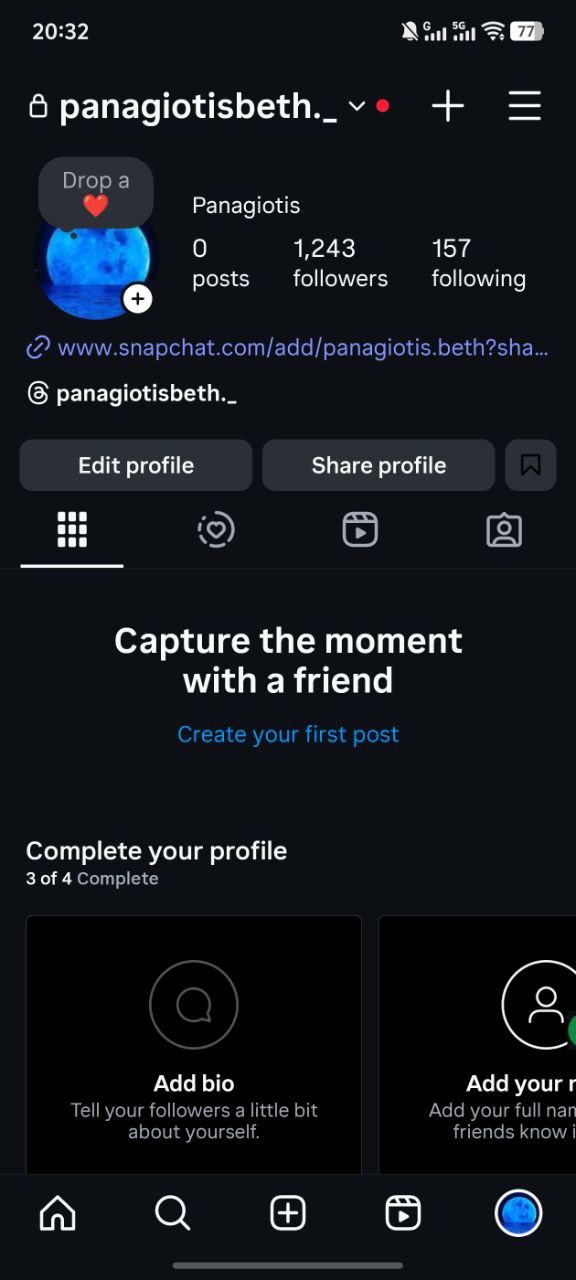 20:32
G 5G 77
panagiotisbeth._
Drop a
❤️
Panagiotis
0 1,243 157
posts followers following
www.snapchat.com/add/panagiotis.beth?sha...
panagiotisbeth._
Edit profile Share profile
Capture the moment
with a friend
Create your first post
Complete your profile
3 of 4 Complete
Add bio
Tell your followers a little bit
about yourself.
Add your n
Add your full nam
friends know i